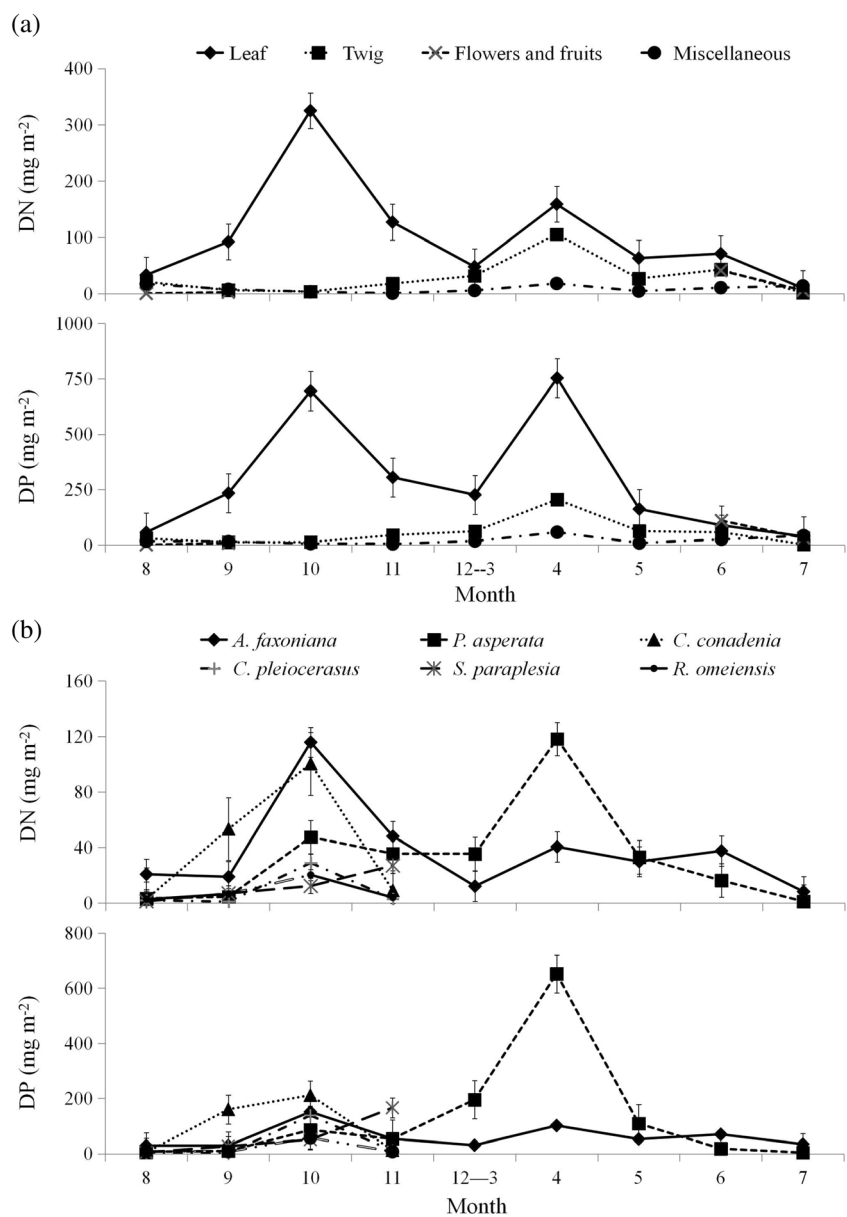 (a)
Leaf Twig Flowers and fruits Miscellaneous
400
300
200
100
0
DN (mg m-2)
1000
750
500
250
0
DP (mg m-2)
8 9 10 11 12--3 4 5 6 7
Month
(b)
A. faxoniana P. asperata C. conadenia
C. pleiocerasus S. paraplesia R. omeiensis
160
120
80
40
0
DN (mg m-2)
800
600
400
200
0
DP (mg m-2)
8 9 10 11 12—3 4 5 6 7
Month